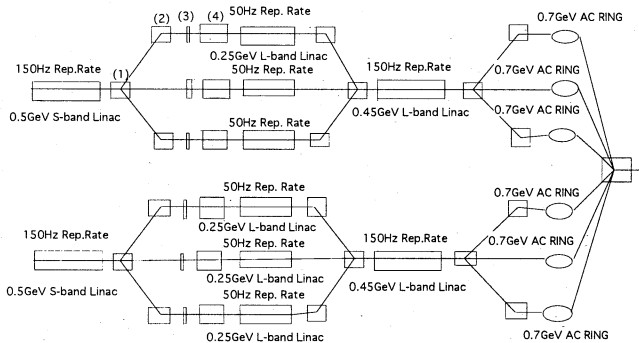 50Hz Rep. Rate
0.7GeV AC RING
(2) (3) (4)
0.25GeV L-band Linac
150Hz Rep.Rate
(1)
50Hz Rep. Rate
150Hz Rep.Rate
0.7GeV AC RING
0.5GeV S-band Linac
0.45GeV L-band Linac
0.7GeV AC RING
50Hz Rep. Rate
50Hz Rep. Rate
0.7GeV AC RING
150Hz Rep.Rate
0.25GeV L-band Linac
150Hz Rep.Rate
0.7GeV AC RING
50Hz Rep. Rate
0.5GeV S-band Linac
0.25GeV L-band Linac
0.45GeV L-band Linac
50Hz Rep. Rate
0.25GeV L-band Linac
0.7GeV AC RING